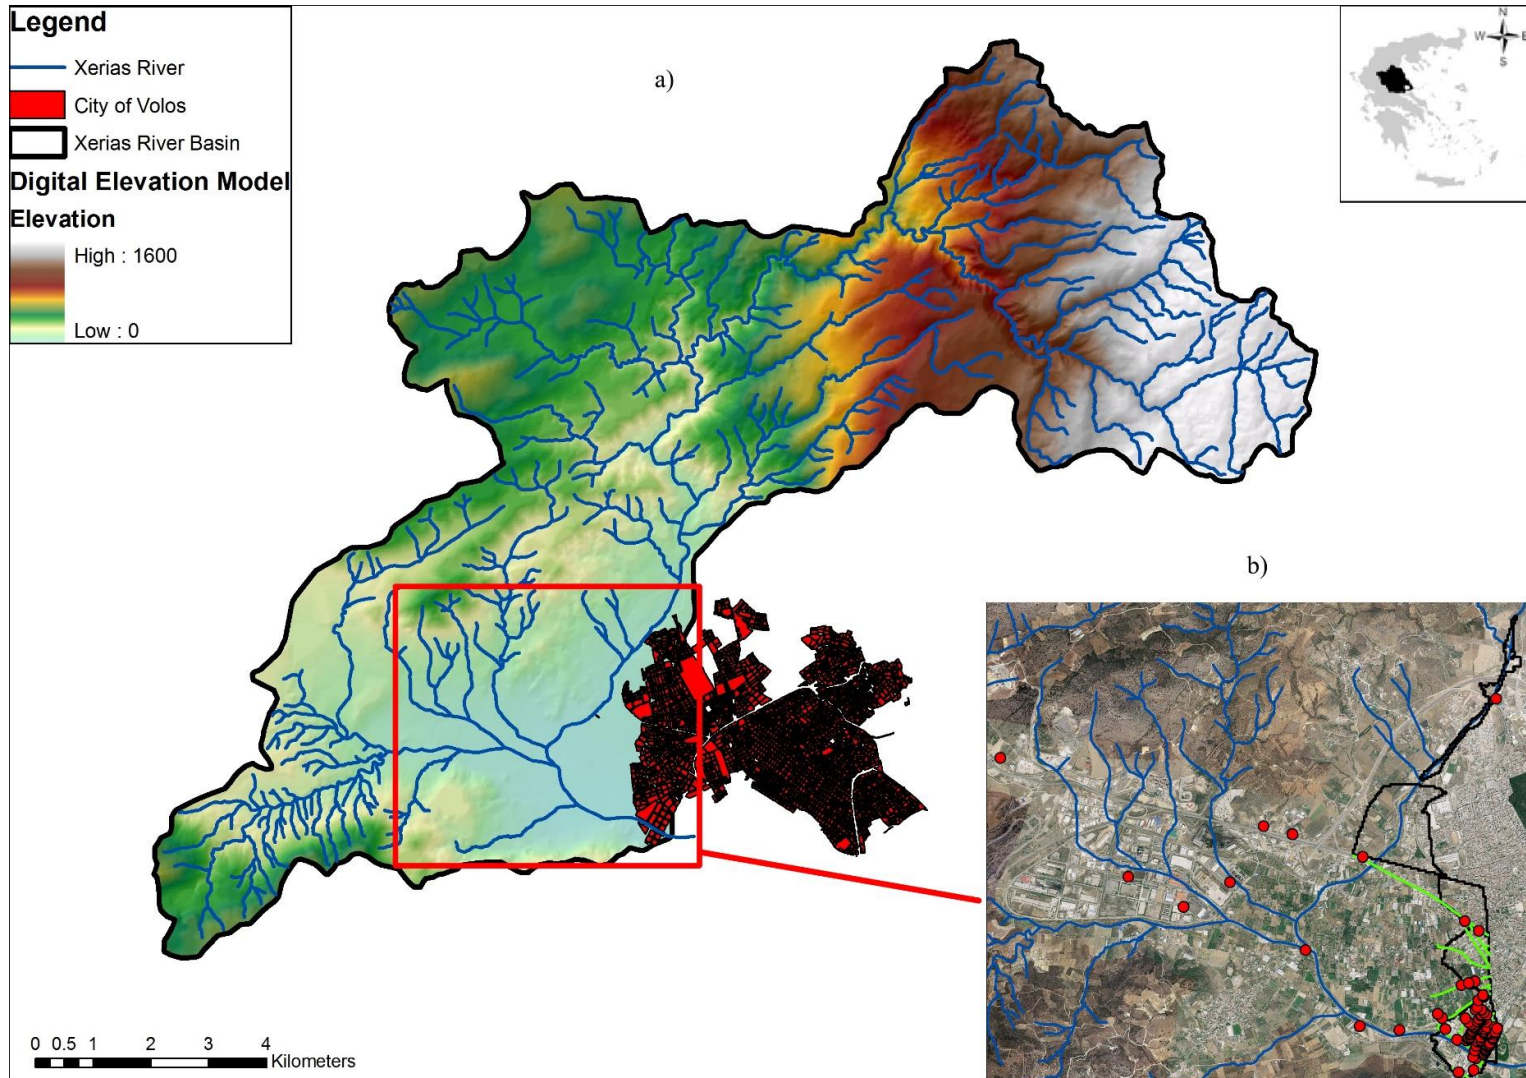 Legend
Xerias River
City of Volos
Xerias River Basin
Digital Elevation Model
Elevation
High : 1600
Low : 0
a)
N
W E
S
b)
0 0.5 1 2 3 4
Kilometers